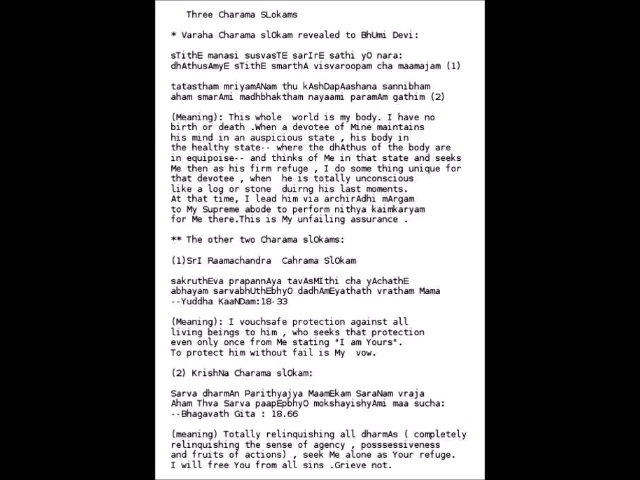 Three Charama SLokams
* Varaha Charama slOkam revealed to BhUmi Devi:
sTithE manasi susvasTE sarIrE sathi yO nara:
dhAthusAmyE sTithE smarthA visvaroopam cha maamajam (1)
tatastham mriyamANam thu kAshDapAashana sannibham
aham smarAmi madhbhaktam nayaami paramAm gathim (2)
(Meaning): This whole world is my body. I have no
birth or death .When a devotee of Mine maintains
his mind in an auspicious state , his body in
the healthy state-- where the dhAthus of the body are
in equipoise-- and thinks of Me in that state and seeks
Me then as his firm refuge , I do some thing unique for
that devotee , when he is totally unconscious
like a log or stone duirng his last moments.
At that time, I lead him via archirAdhi mArgam
to My Supreme abode to perform nithya kaimkaryam
for Me there.This is My unfailing assurance .
** The other two Charama slOkams:
(1)SrI Raamachandra Cahrama SlOkam
sakruthEva prapannAya tavAsMIthi cha yAchathE
abhayam sarvabhUthEbhyO dadhAmEyathath vratham Mama
--Yuddha KaaNDam:18-33
(Meaning): I vouchsafe protection against all
living beings to him , who seeks that protection
even only once from Me stating "I am Yours".
To protect him without fail is My vow.
(2) KrishNa Charama slOkam:
Sarva dharmAn Parithyajya MaamEkam SaraNam vraja
Aham Thva Sarva paapEpbhyO mokshayishyAmi maa sucha:
--Bhagavath Gita : 18.66
(meaning) Totally relinquishing all dharmAs ( completely
relinquishing the sense of agency , posssessiveness
and fruits of actions) , seek Me alone as Your refuge.
I will free You from all sins .Grieve not.